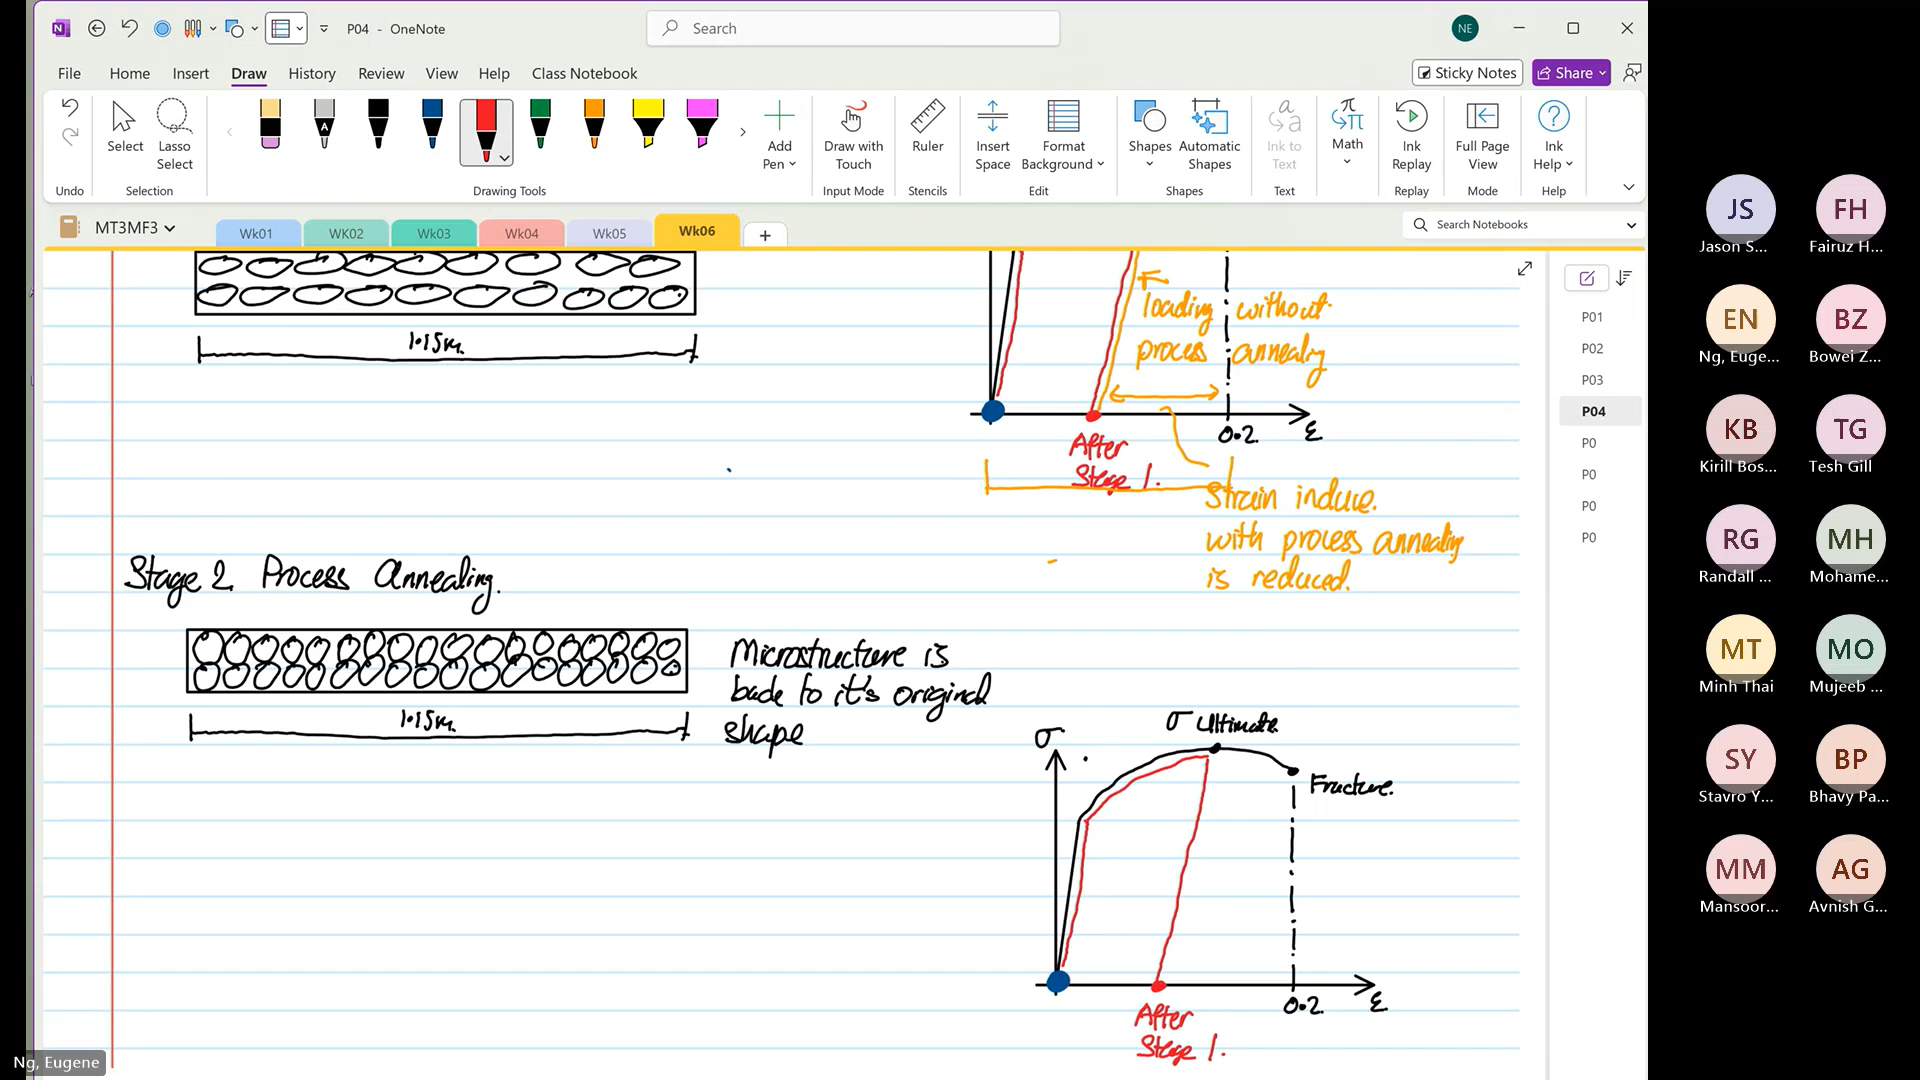 P04 - OneNote
Search
NE
File Home Insert Draw History Review View Help Class Notebook
Sticky Notes
Share
Select
Lasso Select
Add Pen
Draw with Touch
Ruler
Insert Space
Format Background
Shapes
Automatic Shapes
Ink to Text
Math
Ink Replay
Full Page View
Ink Help
Undo
Selection
Drawing Tools
Input Mode
Stencils
Edit
Shapes
Text
Replay
Mode
Help
MT3MF3
Wk01
WK02
Wk03
Wk04
Wk05
Wk06
Search Notebooks
P01
P02
P03
P04
P0
P0
P0
P0
1.15m
loading without
process annealing
0.2
ε
After
Stage 1.
Strain induce.
with process annealing
is reduced.
Stage 2 Process Annealing.
Microstructure is
back to it's original
shape
1.15m
σ
σ Ultimate
Fracture.
0.2
ε
After
Stage 1.
Ng, Eugene
JS
Jason S...
FH
Fairuz H...
EN
Ng, Euge...
BZ
Bowei Z...
KB
Kirill Bos...
TG
Tesh Gill
RG
Randall ...
MH
Mohame...
MT
Minh Thai
MO
Mujeeb ...
SY
Stavro Y...
BP
Bhavy Pa...
MM
Mansoor...
AG
Avnish G...